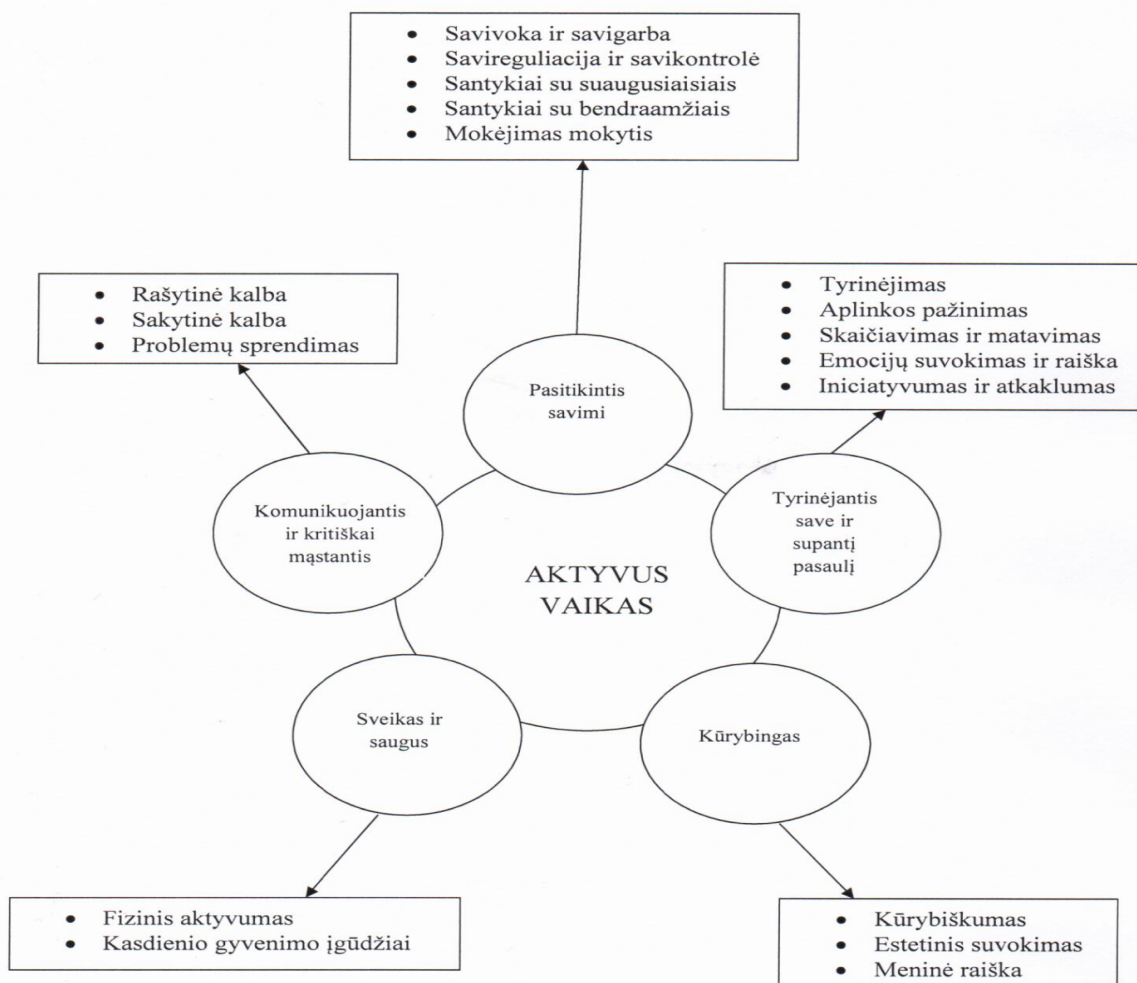 • Savivoka ir savigarba
• Savireguliacija ir savikontrolė
• Santykiai su suaugusiaisiais
• Santykiai su bendraamžiais
• Mokėjimas mokytis
• Rašytinė kalba
• Sakytinė kalba
• Problemų sprendimas
• Tyrinėjimas
• Aplinkos pažinimas
• Skaičiavimas ir matavimas
• Emocijų suvokimas ir raiška
• Iniciatyvumas ir atkaklumas
Pasitikintis
savimi
Komunikuojantis
ir kritiškai
mąstantis
Tyrinėjantis
save ir
supantį
pasaulį
AKTYVUS
VAIKAS
Sveikas ir
saugus
Kūrybingas
• Fizinis aktyvumas
• Kasdienio gyvenimo įgūdžiai
• Kūrybiškumas
• Estetinis suvokimas
• Meninė raiška